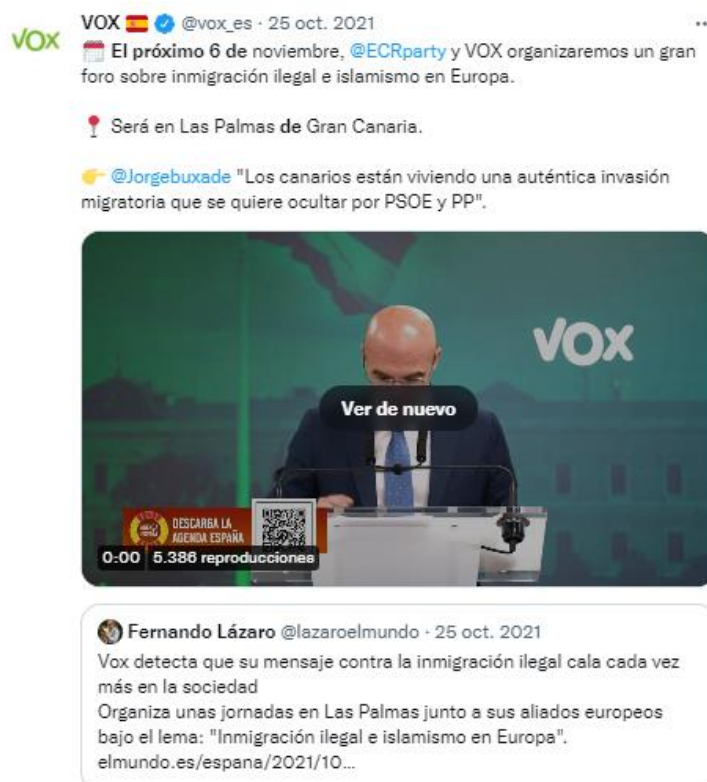 VOX 🇪🇸 @vox_es · 25 oct. 2021
🗓️ El próximo 6 de noviembre, @ECRparty y VOX organizaremos un gran
foro sobre inmigración ilegal e islamismo en Europa.
📍 Será en Las Palmas de Gran Canaria.
👉 @Jorgebuxade "Los canarios están viviendo una auténtica invasión
migratoria que se quiere ocultar por PSOE y PP".
VOX
VOX
Ver de nuevo
DESCARGA LA
AGENDA ESPAÑA
0:00 5.386 reproducciones
Fernando Lázaro @lazaroelmundo · 25 oct. 2021
Vox detecta que su mensaje contra la inmigración ilegal cala cada vez
más en la sociedad
Organiza unas jornadas en Las Palmas junto a sus aliados europeos
bajo el lema: "Inmigración ilegal e islamismo en Europa".
elmundo.es/espana/2021/10...